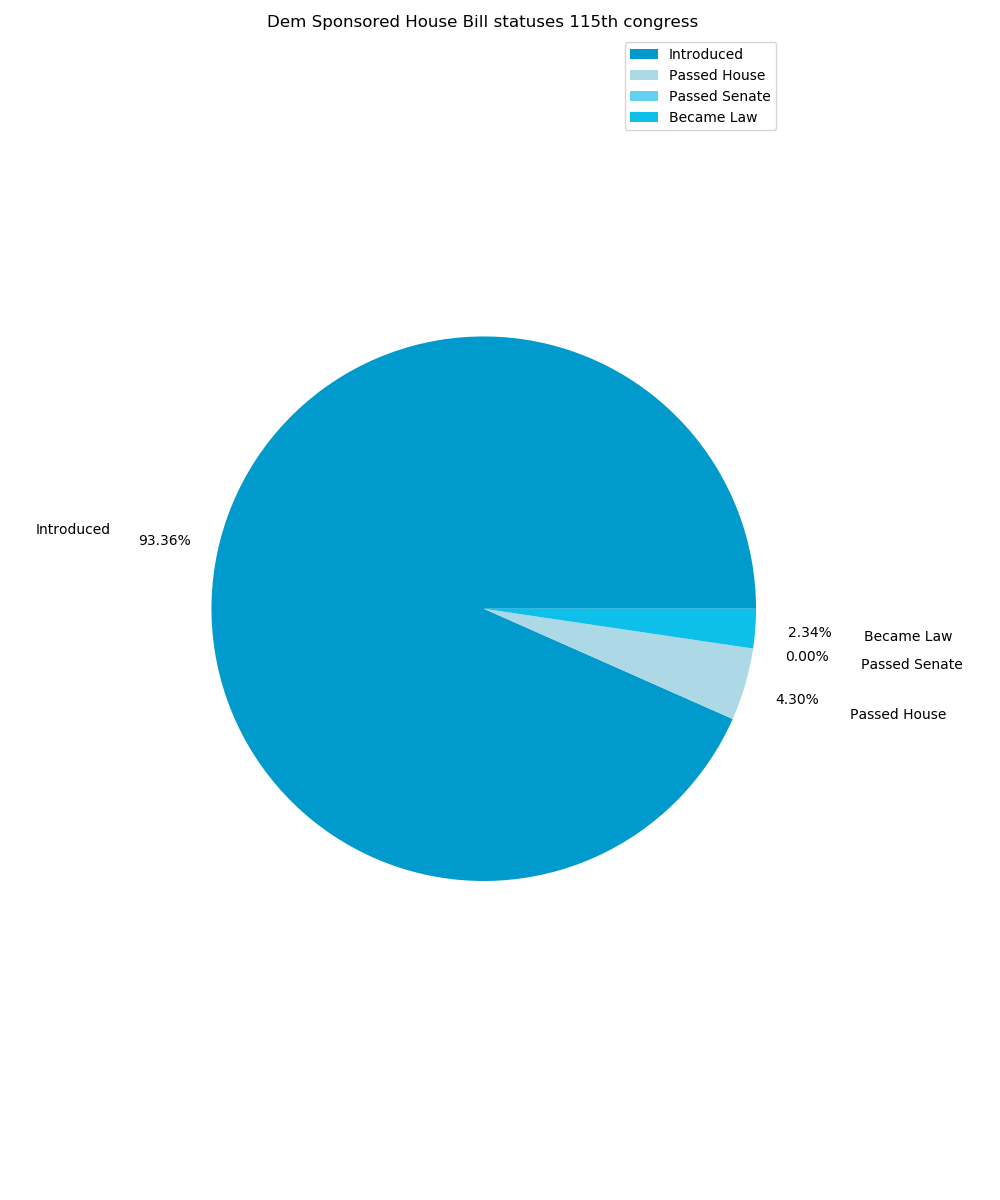 Dem Sponsored House Bill statuses 115th congress
Introduced
Passed House
Passed Senate
Became Law
Introduced
93.36%
2.34%
Became Law
0.00%
Passed Senate
4.30%
Passed House